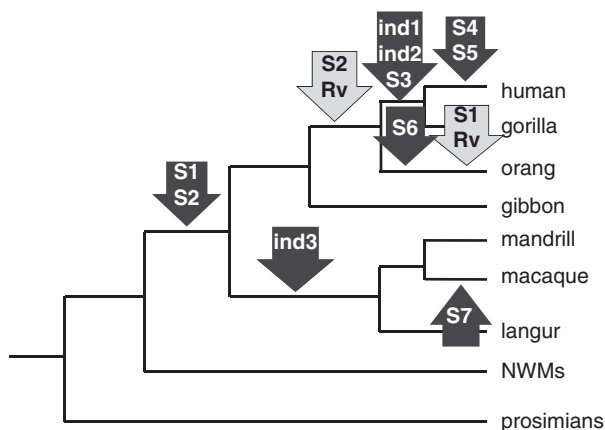 ind1
ind2
S3
S4
S5
S2
Rv
human
S1
Rv
gorilla
S6
orang
S1
S2
gibbon
ind3
mandrill
macaque
S7
langur
NWMs
prosimians